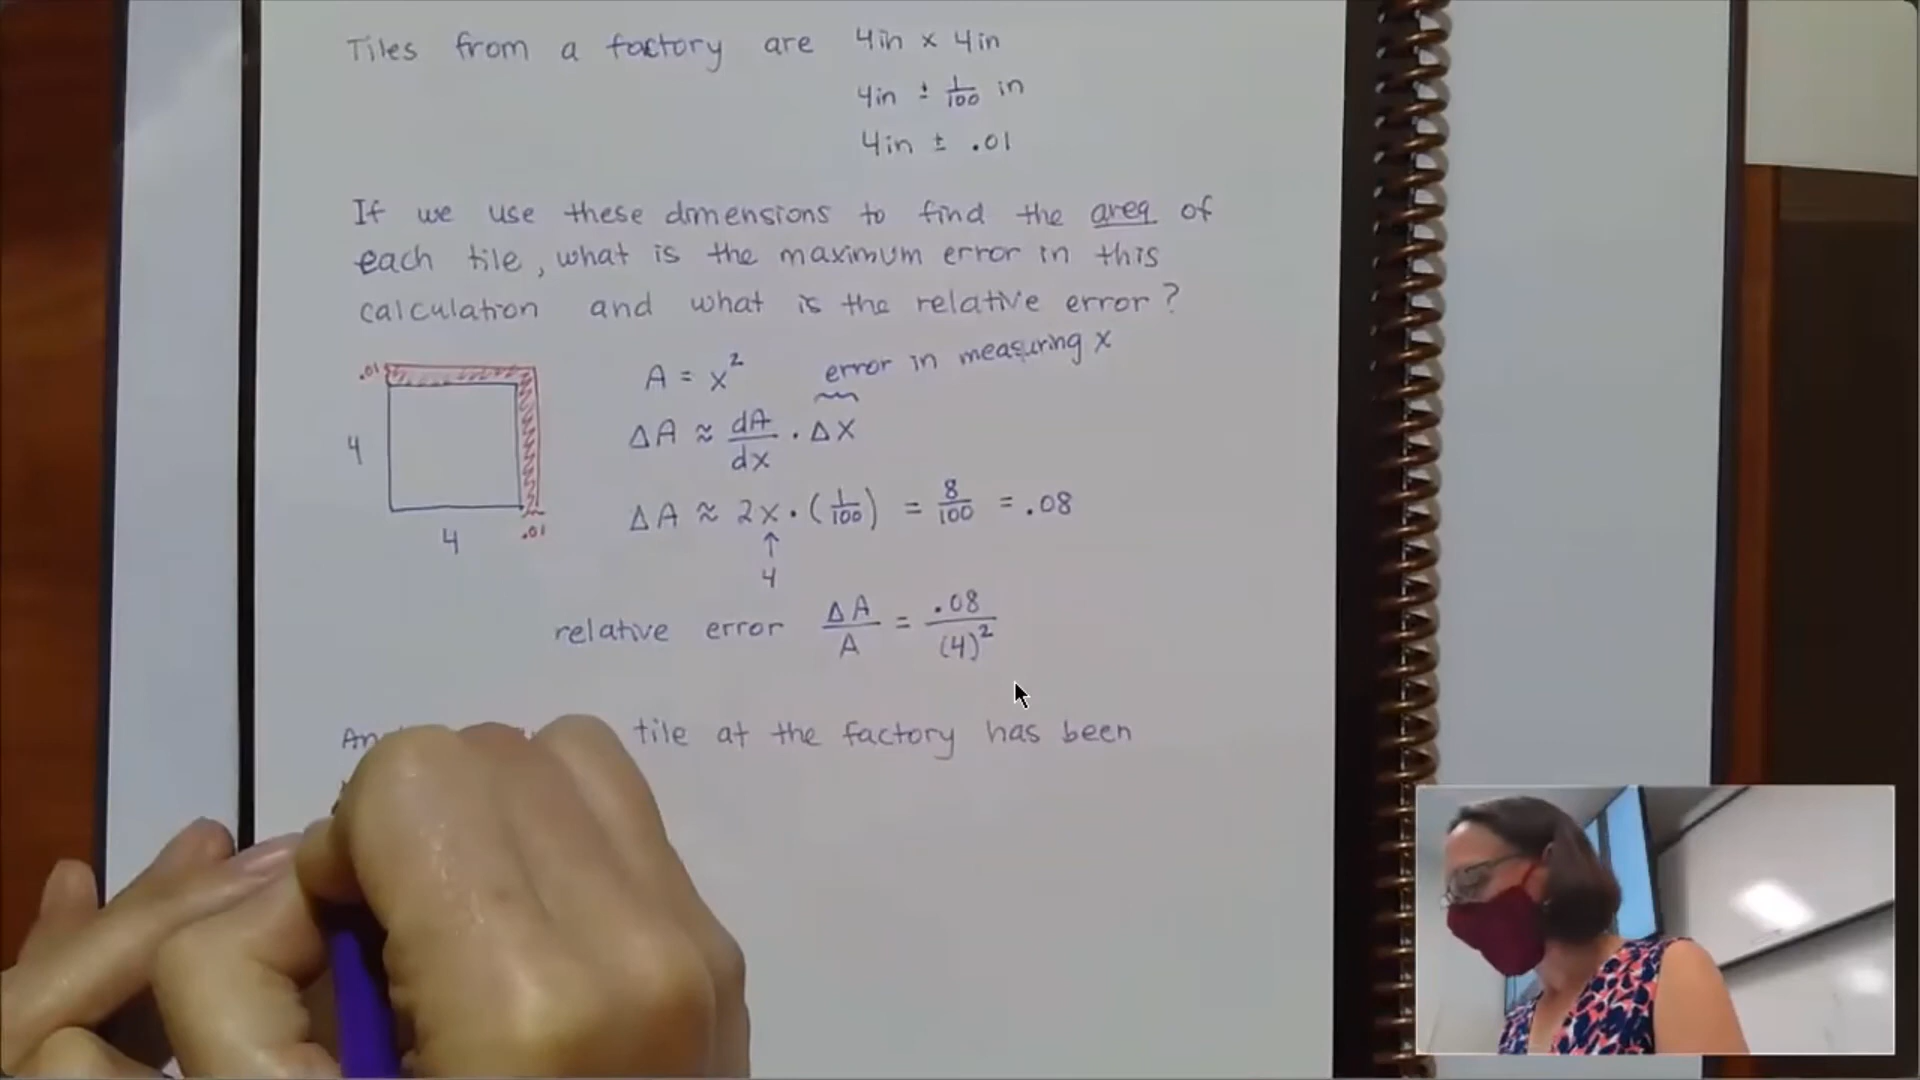 Tiles from a factory are 4in x 4in
4in ± 1/100 in
4in ± .01
If we use these dmensions to find the area of
each tile, what is the maximum error in this
calculation and what is the relative error?
.01
4
4
.01
A = x²
error in measuring x
ΔA ≈ dA/dx · Δx
ΔA ≈ 2x · (1/100) = 8/100 = .08
↑
4
relative error ΔA/A = .08/(4)²
tile at the factory has been